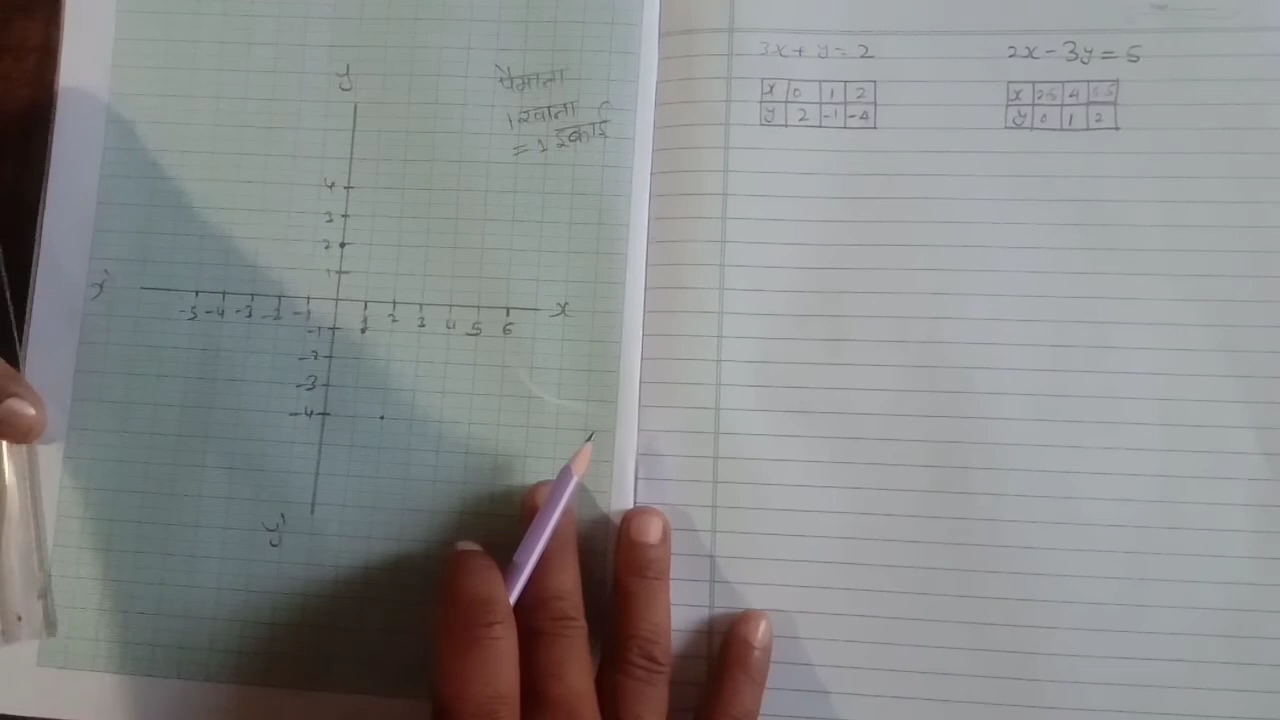 y
पैमाना
1 खाना
= 1 इकाई
4
3
2
1
x' -5 -4 -3 -2 -1 1 2 3 4 5 6 x
-1
-2
-3
-4
y'
3x + y = 2
x 0 1 2
y 2 -1 -4
2x - 3y = 5
x 2.5 4 5.5
y 0 1 2